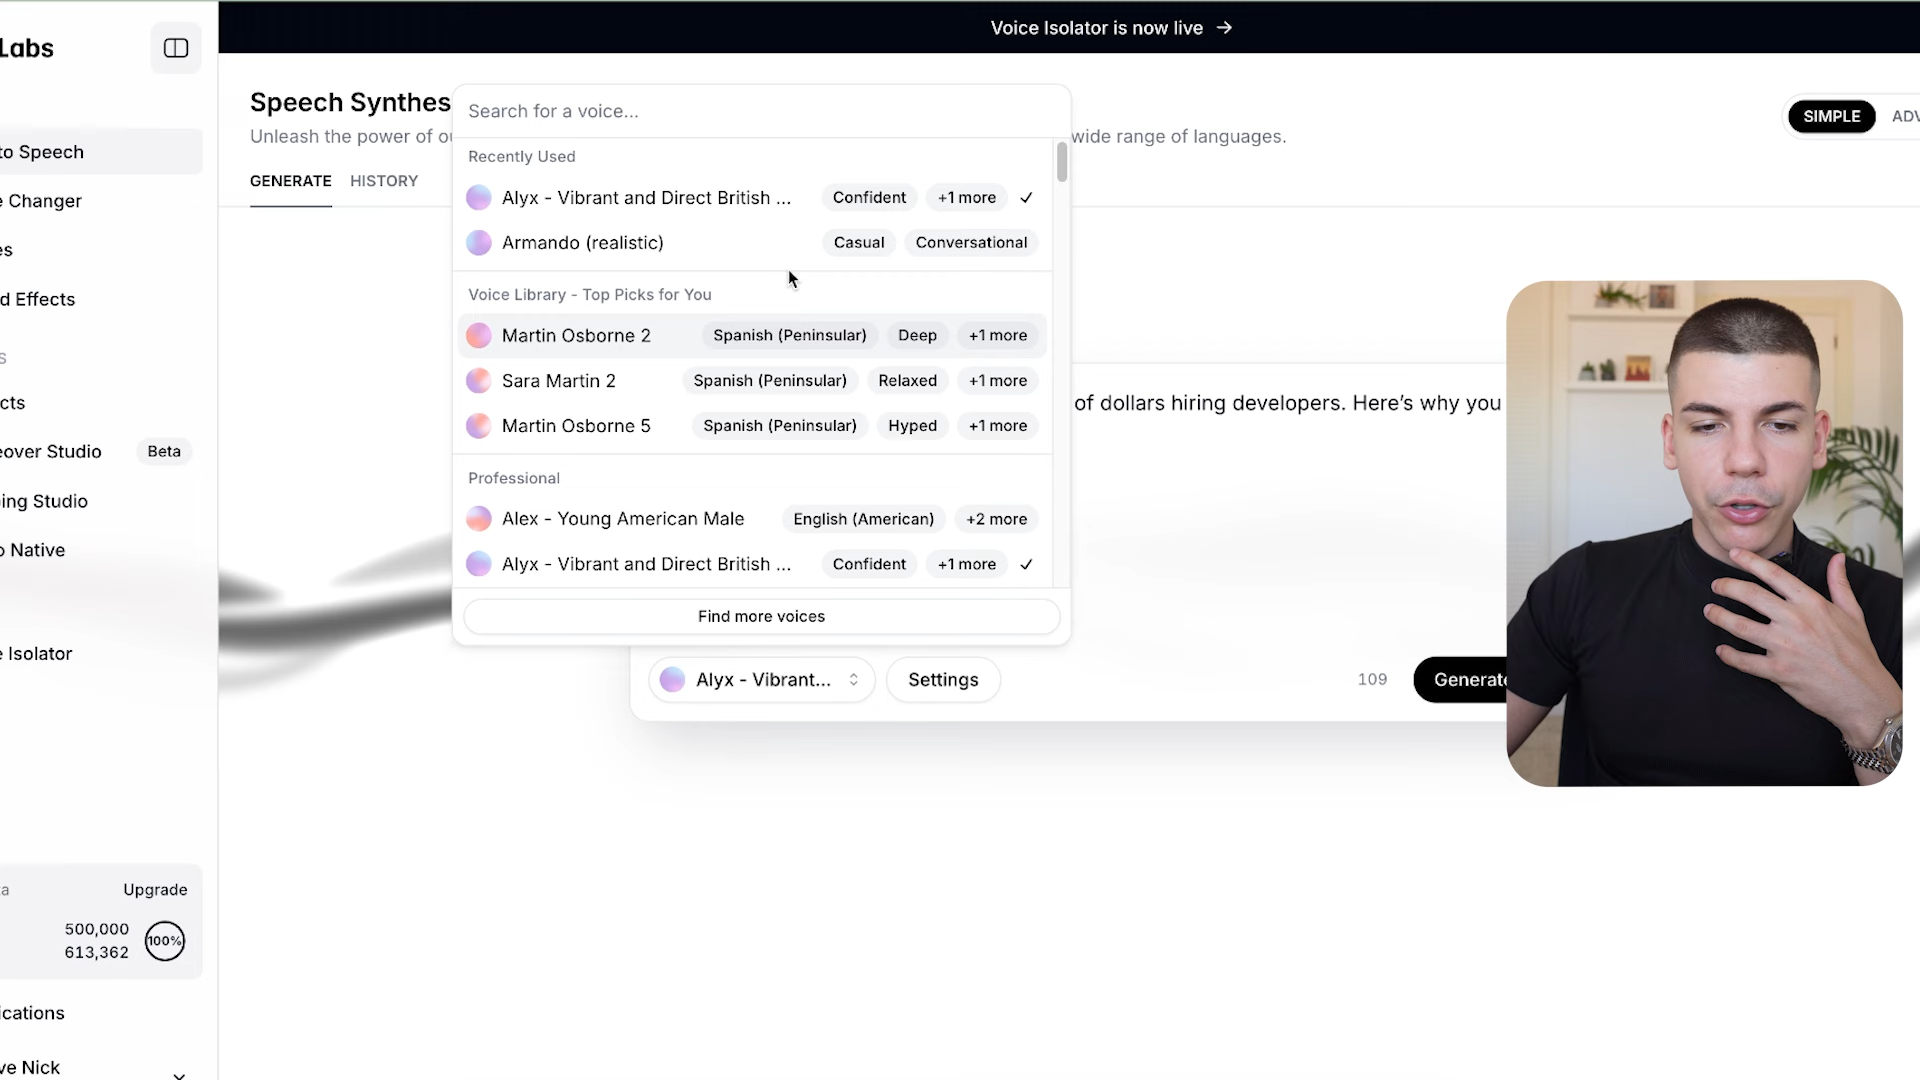 Voice Isolator is now live →
Labs
Speech Synthes
Unleash the power of ou
wide range of languages.
SIMPLE
ADV
GENERATE
HISTORY
to Speech
e Changer
es
d Effects
S
cts
eover Studio
Beta
ing Studio
o Native
e Isolator
Search for a voice...
Recently Used
Alyx - Vibrant and Direct British ... Confident +1 more
Armando (realistic) Casual Conversational
Voice Library - Top Picks for You
Martin Osborne 2 Spanish (Peninsular) Deep +1 more
Sara Martin 2 Spanish (Peninsular) Relaxed +1 more
Martin Osborne 5 Spanish (Peninsular) Hyped +1 more
Professional
Alex - Young American Male English (American) +2 more
Alyx - Vibrant and Direct British ... Confident +1 more
Find more voices
of dollars hiring developers. Here's why you
Alyx - Vibrant...
Settings
109
Generate
ta
Upgrade
500,000
613,362
100%
ications
ve Nick